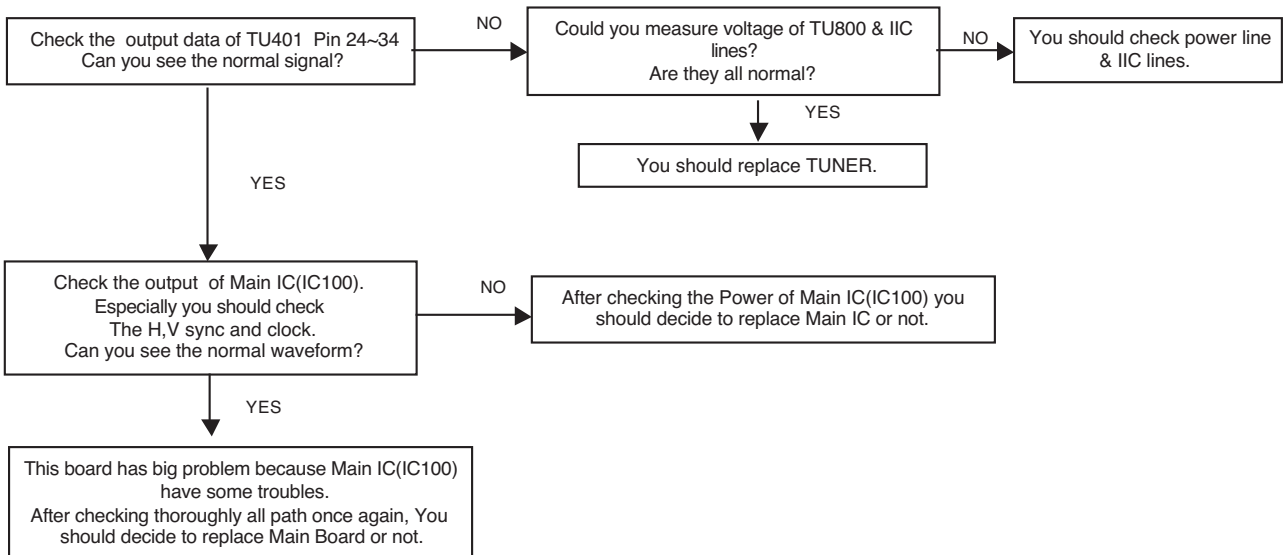 Check the output data of TU401 Pin 24~34
Can you see the normal signal?
NO
Could you measure voltage of TU800 & IIC
lines?
Are they all normal?
NO
You should check power line
& IIC lines.
YES
You should replace TUNER.
YES
Check the output of Main IC(IC100).
Especially you should check
The H,V sync and clock.
Can you see the normal waveform?
NO
After checking the Power of Main IC(IC100) you
should decide to replace Main IC or not.
YES
This board has big problem because Main IC(IC100)
have some troubles.
After checking thoroughly all path once again, You
should decide to replace Main Board or not.